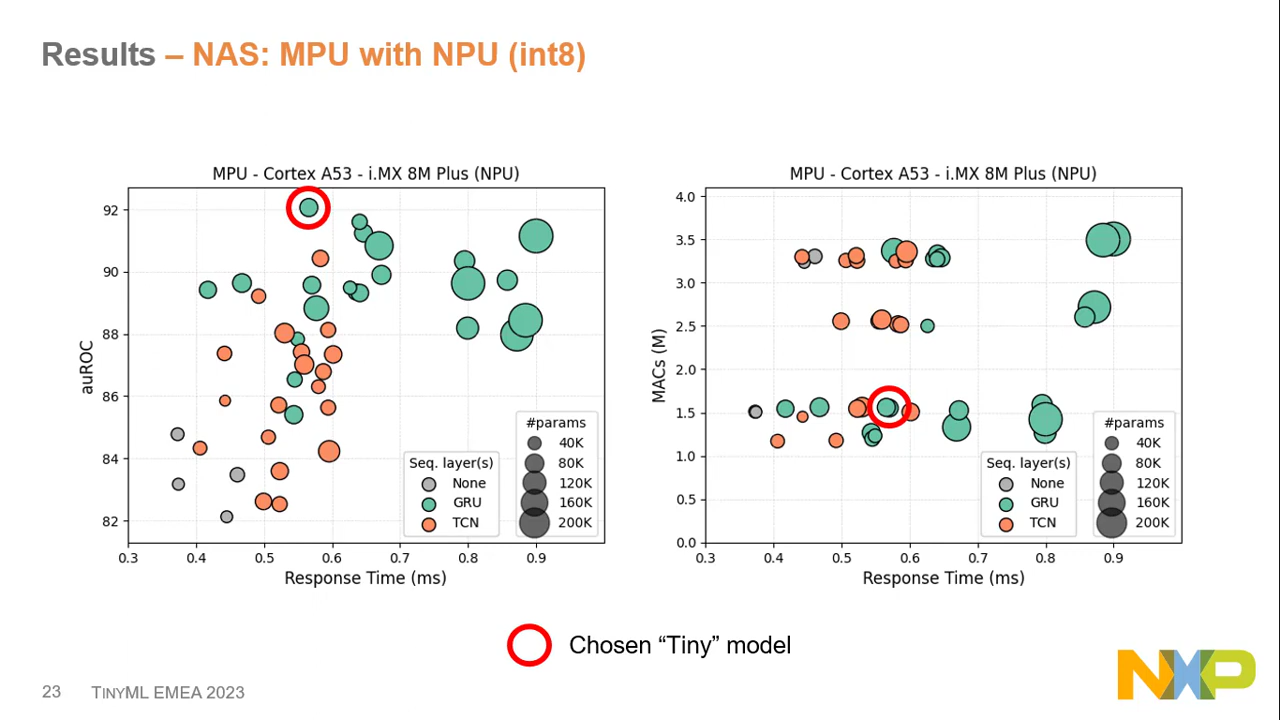 Results – NAS: MPU with NPU (int8)
MPU - Cortex A53 - i.MX 8M Plus (NPU)
auROC
92
90
88
86
84
82
0.3 0.4 0.5 0.6 0.7 0.8 0.9
Response Time (ms)
Seq. layer(s)
None
GRU
TCN
#params
40K
80K
120K
160K
200K
MPU - Cortex A53 - i.MX 8M Plus (NPU)
MACs (M)
4.0
3.5
3.0
2.5
2.0
1.5
1.0
0.5
0.0
0.3 0.4 0.5 0.6 0.7 0.8 0.9
Response Time (ms)
Seq. layer(s)
None
GRU
TCN
#params
40K
80K
120K
160K
200K
Chosen “Tiny” model
23 TINYML EMEA 2023
NXP